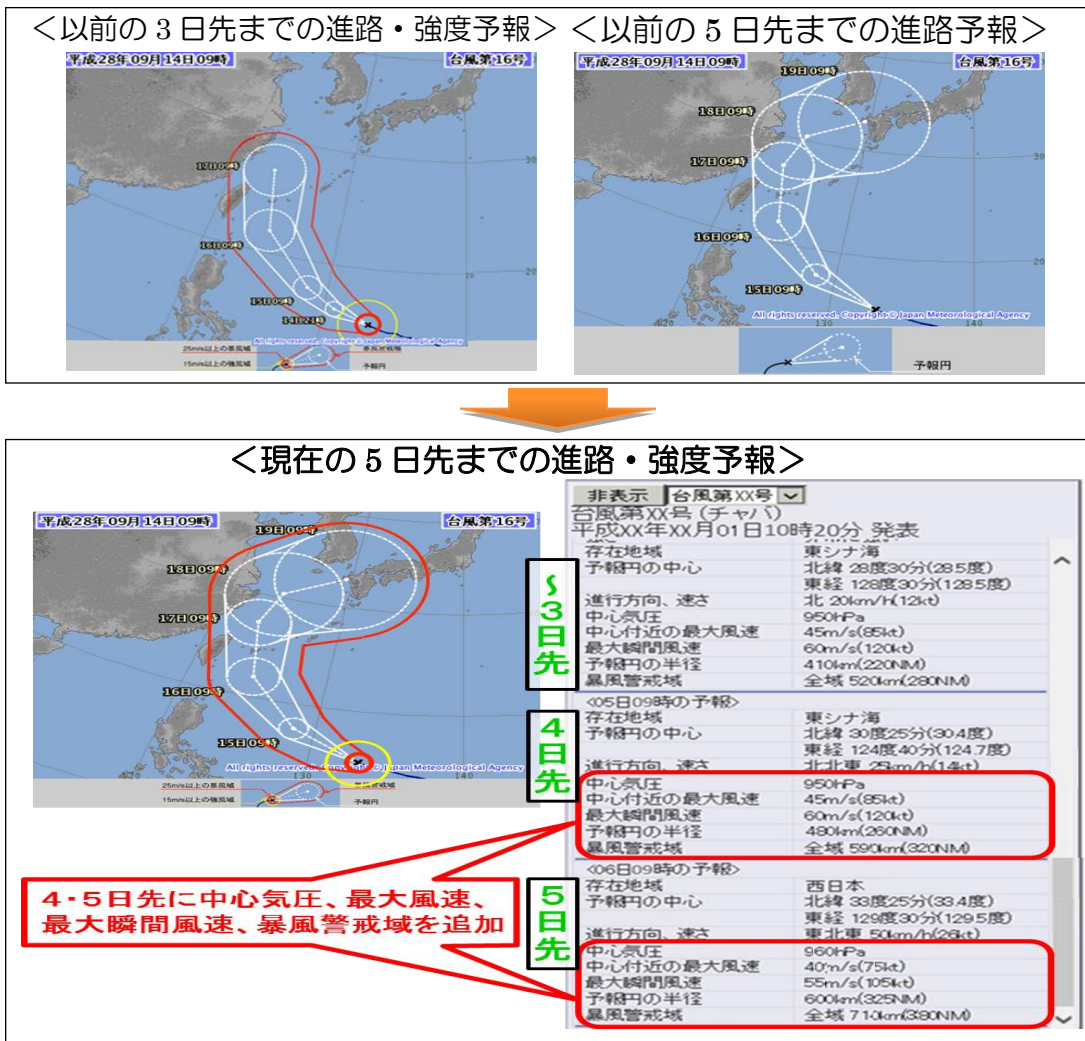 ＜以前の3日先までの進路・強度予報＞
平成28年09月14日09時
台風第16号
17日09時
30
16日09時
20
15日09時
14日21時
All rights reserved. Copyright © Japan Meteorological Agency
25m/s以上の暴風域
暴風警戒域
15m/s以上の強風域
予報円
＜以前の5日先までの進路予報＞
平成28年09月14日09時
台風第16号
19日09時
18日09時
17日09時
30
16日09時
20
15日09時
All rights reserved. Copyright © Japan Meteorological Agency
120
130
140
予報円
＜現在の5日先までの進路・強度予報＞
平成28年09月14日09時
台風第16号
19日09時
18日09時
17日09時
16日09時
15日09時
All rights reserved. Copyright © Japan Meteorological Agency
120
130
140
25m/s以上の暴風域
暴風警戒域
15m/s以上の強風域
予報円
4・5日先に中心気圧、最大風速、
最大瞬間風速、暴風警戒域を追加
非表示 台風第XX号
台風第XX号 (チャバ)
平成XX年XX月01日10時20分 発表
～3日先
存在地域 東シナ海
予報円の中心 北緯 28度30分(28.5度)
東経 128度30分(128.5度)
進行方向、速さ 北 20km/h(12kt)
中心気圧 950hPa
中心付近の最大風速 45m/s(85kt)
最大瞬間風速 60m/s(120kt)
予報円の半径 410km(220NM)
暴風警戒域 全域 520km(280NM)
4日先
<05日09時の予報>
存在地域 東シナ海
予報円の中心 北緯 30度25分(30.4度)
東経 124度40分(124.7度)
進行方向、速さ 北北東 25km/h(14kt)
中心気圧 950hPa
中心付近の最大風速 45m/s(85kt)
最大瞬間風速 60m/s(120kt)
予報円の半径 480km(260NM)
暴風警戒域 全域 590km(320NM)
5日先
<06日09時の予報>
存在地域 西日本
予報円の中心 北緯 33度25分(33.4度)
東経 129度30分(129.5度)
進行方向、速さ 東北東 50km/h(26kt)
中心気圧 960hPa
中心付近の最大風速 40m/s(75kt)
最大瞬間風速 55m/s(105kt)
予報円の半径 600km(325NM)
暴風警戒域 全域 710km(380NM)